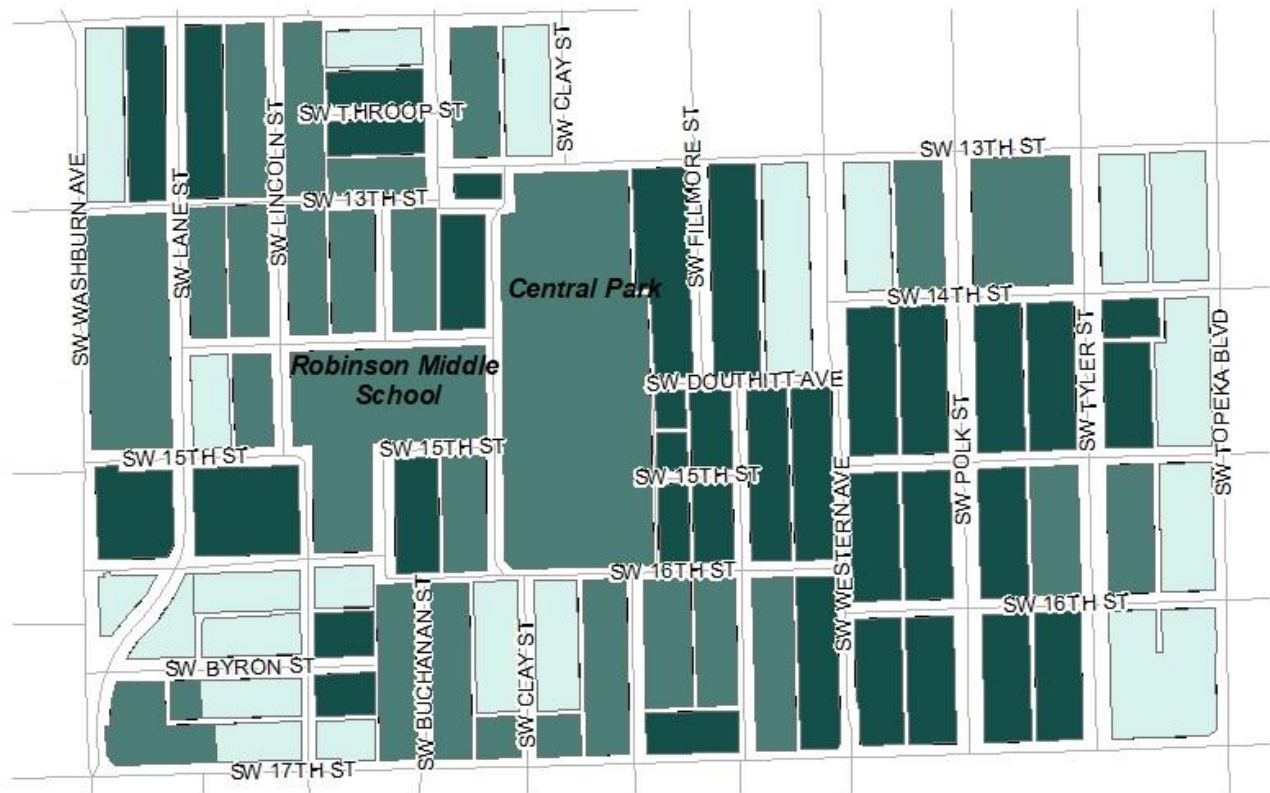 SW CLAY ST
SW THROOP ST
SW LINCOLN ST
SW FILLMORE ST
SW 13TH ST
SW WASHBURN AVE
SW LANE ST
SW 13TH ST
Central Park
SW 14TH ST
SW TYLER ST
SW TOPEKA BLVD
Robinson Middle
School
SW DOUTHITT AVE
SW POLK ST
SW 15TH ST
SW 15TH ST
SW 15TH ST
SW WESTERN AVE
SW 16TH ST
SW BUCHANAN ST
SW 16TH ST
SW CLAY ST
SW BYRON ST
SW 17TH ST